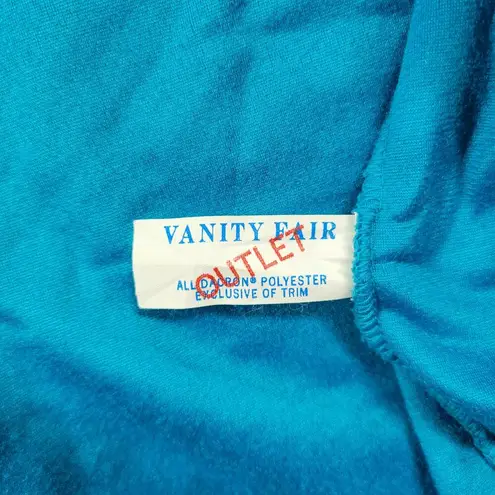 VANITY FAIR
OUTLET
ALL DACRON® POLYESTER
EXCLUSIVE OF TRIM